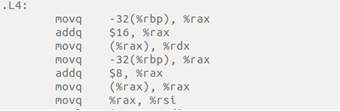 .L4:
movq -32(%rbp), %rax
addq $16, %rax
movq (%rax), %rdx
movq -32(%rbp), %rax
addq $8, %rax
movq (%rax), %rax
movq %rax, %rsi